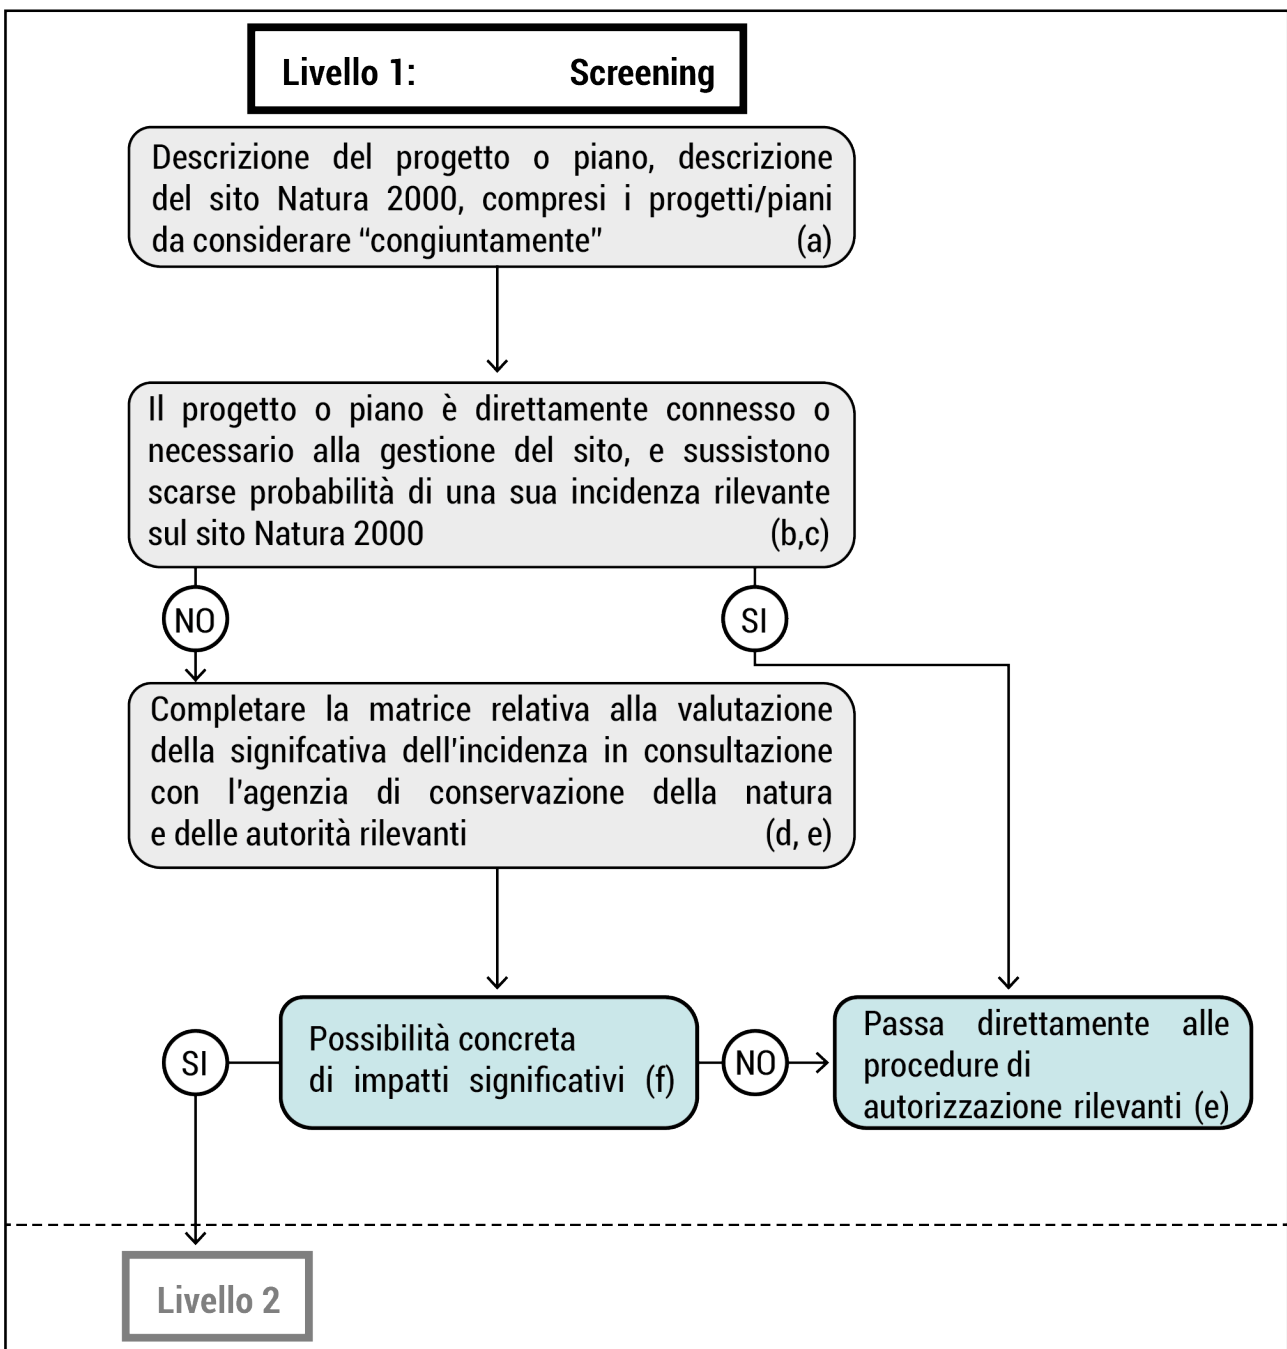 Livello 1: Screening
Descrizione del progetto o piano, descrizione
del sito Natura 2000, compresi i progetti/piani
da considerare “congiuntamente” (a)
Il progetto o piano è direttamente connesso o
necessario alla gestione del sito, e sussistono
scarse probabilità di una sua incidenza rilevante
sul sito Natura 2000 (b,c)
NO
SI
Completare la matrice relativa alla valutazione
della signifcativa dell'incidenza in consultazione
con l'agenzia di conservazione della natura
e delle autorità rilevanti (d, e)
SI
Possibilità concreta
di impatti significativi (f)
NO
Passa direttamente alle
procedure di
autorizzazione rilevanti (e)
Livello 2